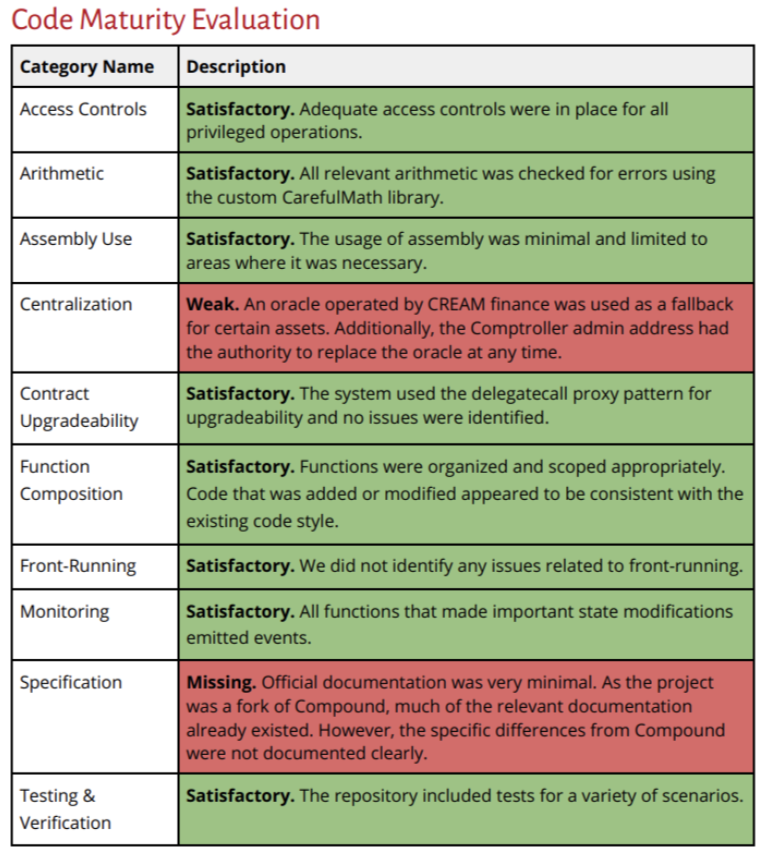 Code Maturity Evaluation
Category Name
Description
Access Controls
Satisfactory. Adequate access controls were in place for all
privileged operations.
Arithmetic
Satisfactory. All relevant arithmetic was checked for errors using
the custom CarefulMath library.
Assembly Use
Satisfactory. The usage of assembly was minimal and limited to
areas where it was necessary.
Centralization
Weak. An oracle operated by CREAM finance was used as a fallback
for certain assets. Additionally, the Comptroller admin address had
the authority to replace the oracle at any time.
Contract
Upgradeability
Satisfactory. The system used the delegatecall proxy pattern for
upgradeability and no issues were identified.
Function
Composition
Satisfactory. Functions were organized and scoped appropriately.
Code that was added or modified appeared to be consistent with the
existing code style.
Front-Running
Satisfactory. We did not identify any issues related to front-running.
Monitoring
Satisfactory. All functions that made important state modifications
emitted events.
Specification
Missing. Official documentation was very minimal. As the project
was a fork of Compound, much of the relevant documentation
already existed. However, the specific differences from Compound
were not documented clearly.
Testing &
Verification
Satisfactory. The repository included tests for a variety of scenarios.